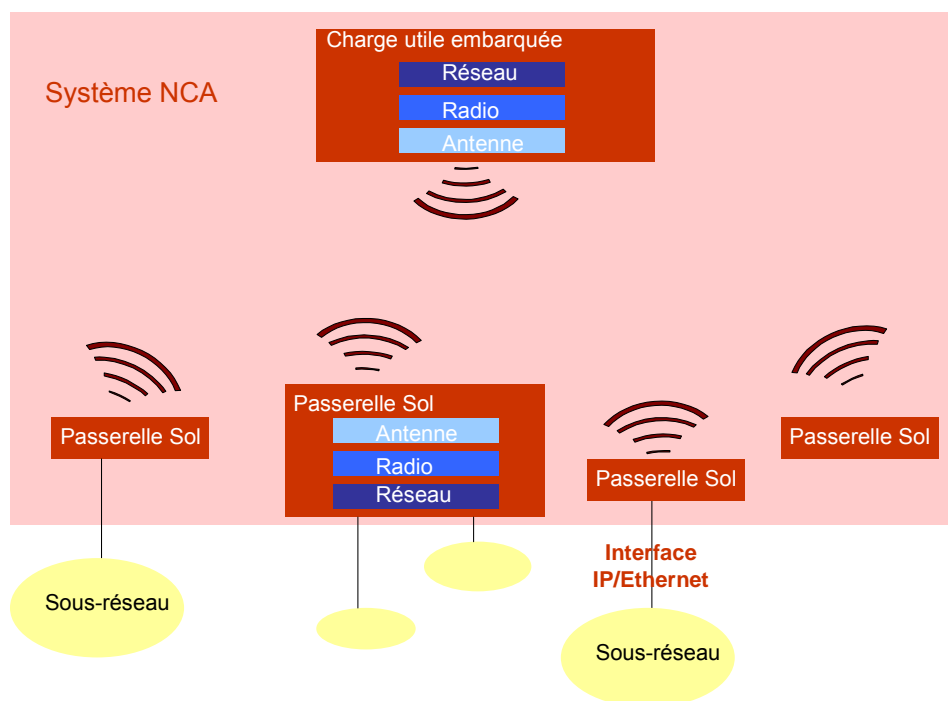 Charge utile embarquée
Réseau
Radio
Antenne
Système NCA
Passerelle Sol
Passerelle Sol
Antenne
Radio
Réseau
Passerelle Sol
Passerelle Sol
Interface
IP/Ethernet
Sous-réseau
Sous-réseau